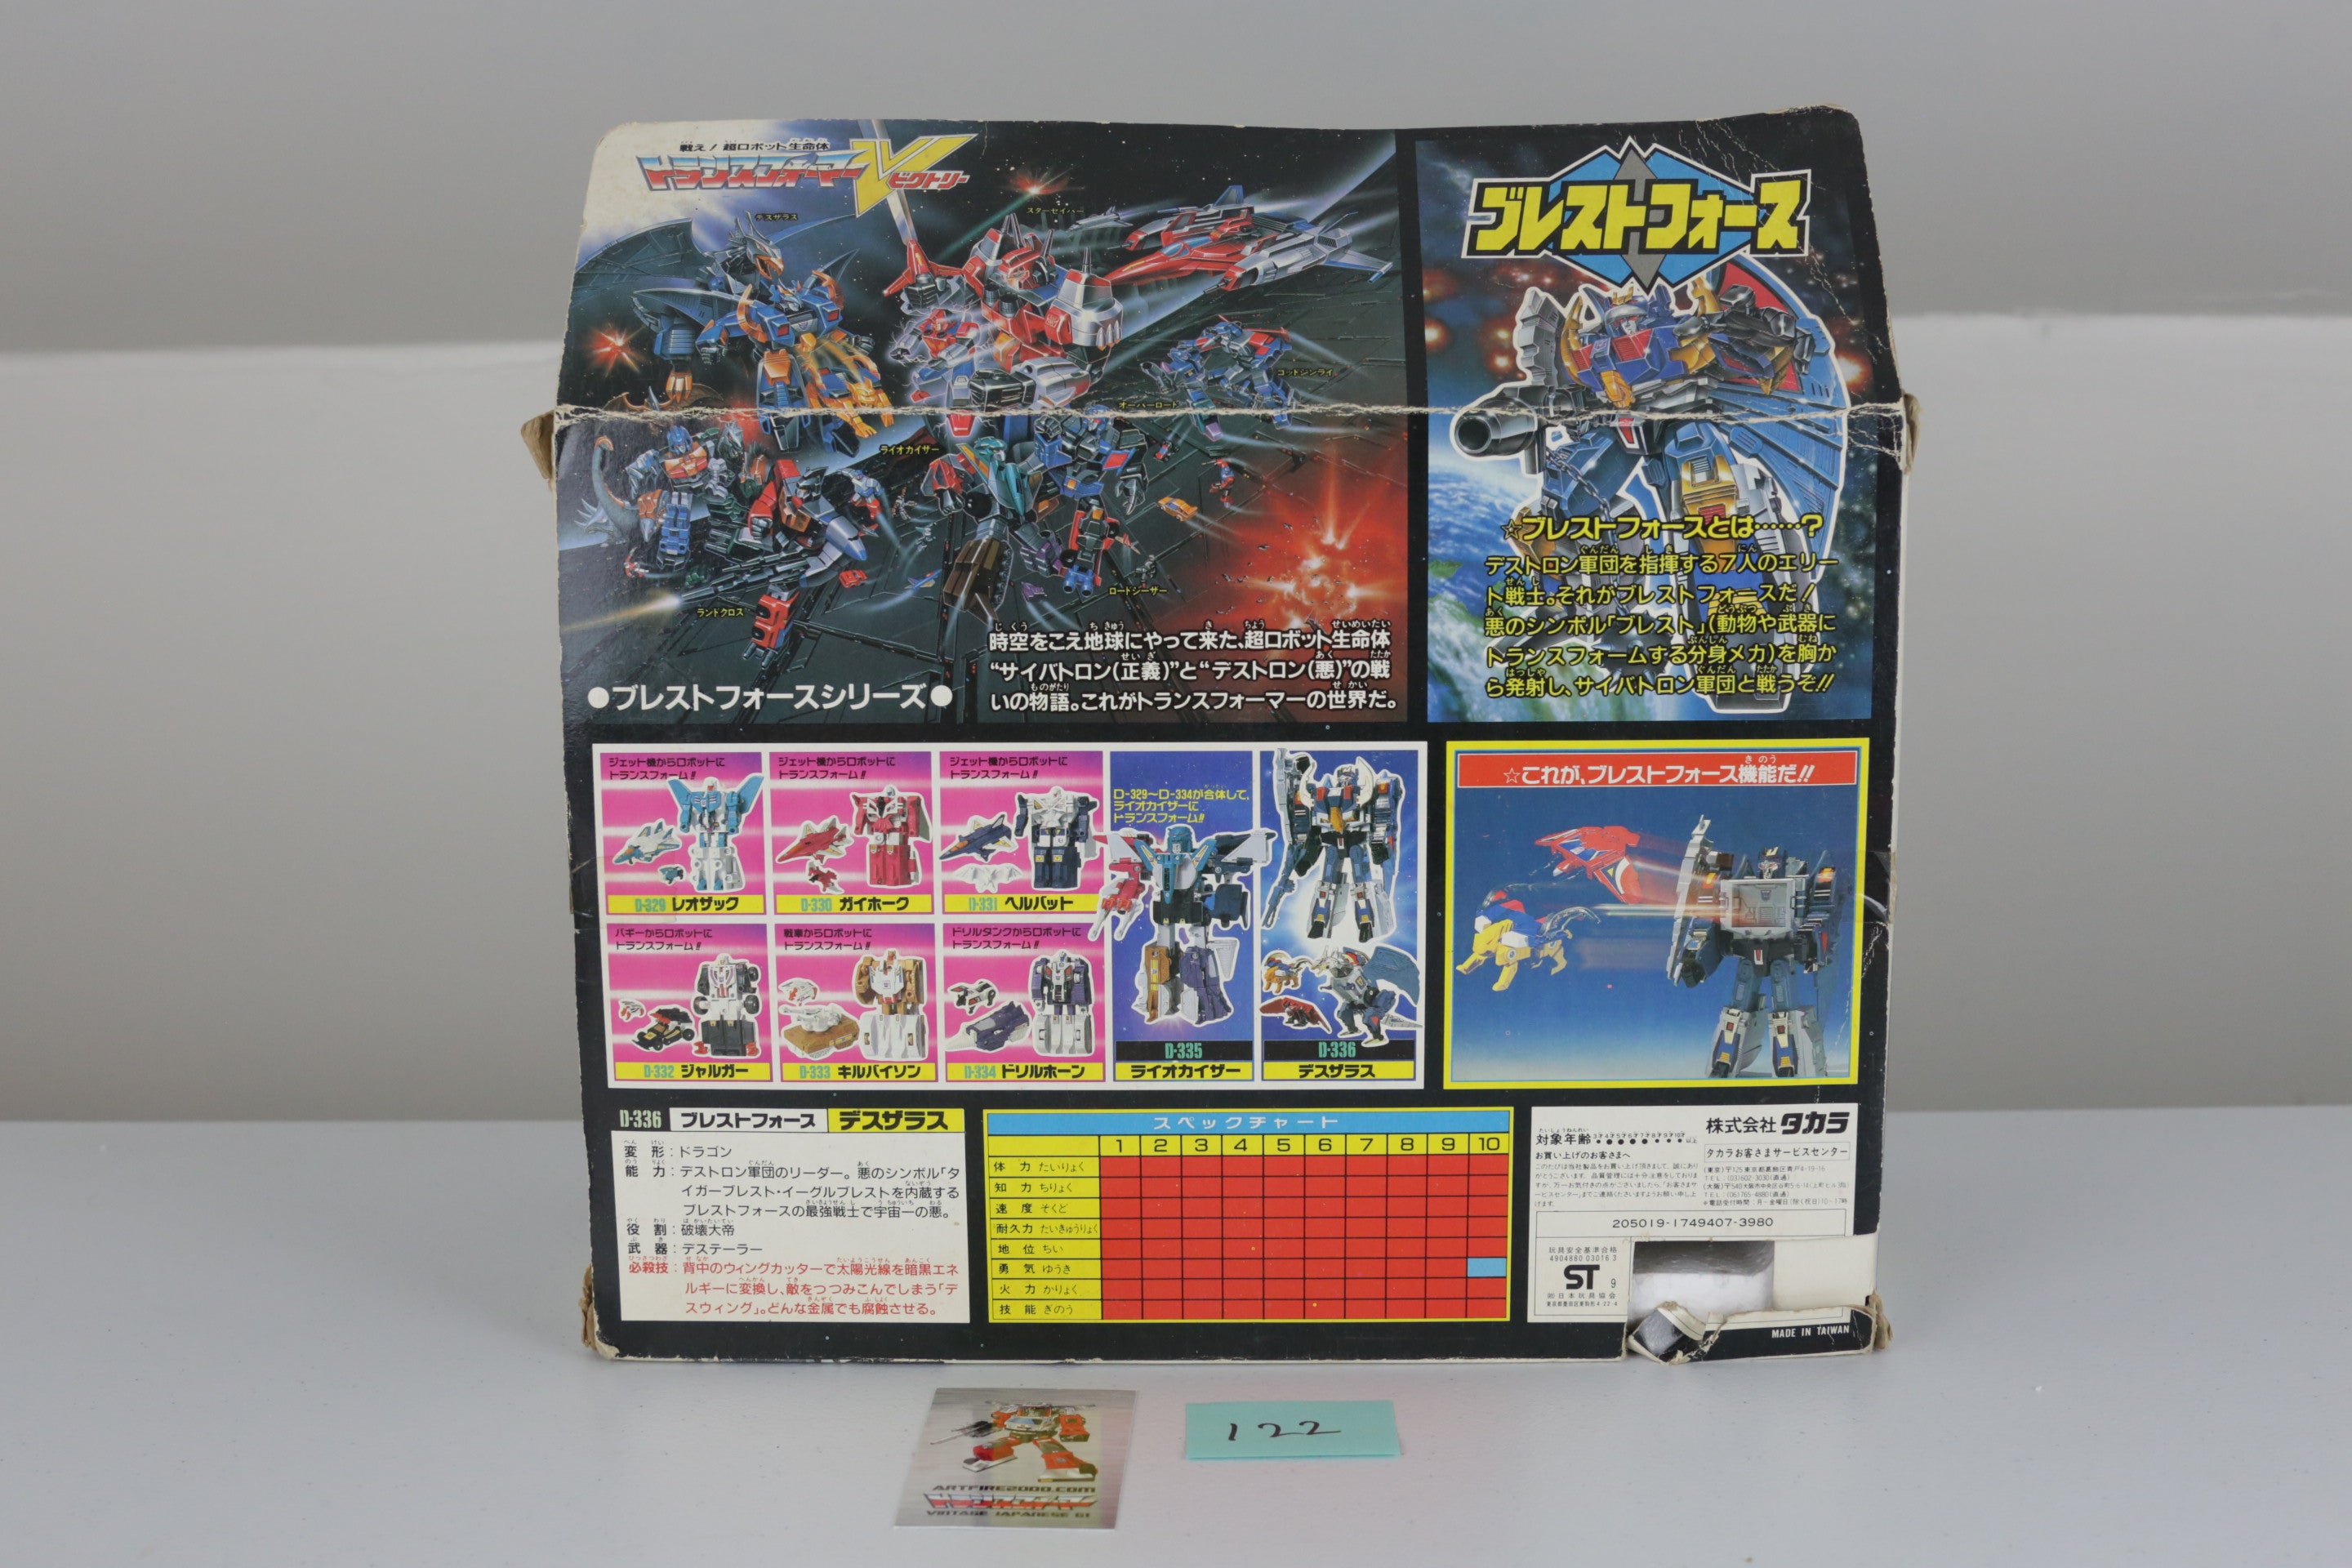 戦え！超ロボット生命体
トランスフォーマーV
ビクトリー
デスザラス
スターセイバー
ゴッドジンライ
オーバーロード
ライオカイザー
ランドクロス
ロードシーザー
時空をこえ地球にやって来た、超ロボット生命体
“サイバトロン(正義)”と“デストロン(悪)”の戦
いの物語。これがトランスフォーマーの世界だ。
●ブレストフォースシリーズ●
ブレストフォース
☆ブレストフォースとは……？
デストロン軍団を指揮する7人のエリー
ト戦士。それがブレストフォースだ！
悪のシンボル「ブレスト」(動物や武器に
トランスフォームする分身メカ)を胸か
ら発射し、サイバトロン軍団と戦うぞ!!
ジェット機からロボットに
トランスフォーム!!
D-329 レオザック
ジェット機からロボットに
トランスフォーム!!
D-330 ガイホーク
ジェット機からロボットに
トランスフォーム!!
D-331 ヘルバット
バギーからロボットに
トランスフォーム!!
D-332 ジャルガー
戦車からロボットに
トランスフォーム!!
D-333 キルバイソン
ドリルタンクからロボットに
トランスフォーム!!
D-334 ドリルホーン
D-329〜D-334が合体して、
ライオカイザーに
トランスフォーム!!
D-335
ライオカイザー
D-336
デスザラス
☆これが、ブレストフォース機能だ!!
D-336 ブレストフォース デスザラス
変形：ドラゴン
能力：デストロン軍団のリーダー。悪のシンボル「タ
イガーブレスト・イーグルブレストを内蔵する
ブレストフォースの最強戦士で宇宙一の悪。
役割：破壊大帝
武器：デステーラー
必殺技：背中のウィングカッターで太陽光線を暗黒エネ
ルギーに変換し、敵をつつみこんでしまう「デ
スウィング」。どんな金属でも腐蝕させる。
スペックチャート
1 2 3 4 5 6 7 8 9 10
体力 たいりょく
知力 ちりょく
速度 そくど
耐久力 たいきゅうりょく
地位 ちい
勇気 ゆうき
火力 かりょく
技能 ぎのう
対象年齢
株式会社タカラ
お買い上げのお客さまへ
タカラお客さまサービスセンター
205019-1749407-3980
玩具安全基準合格
4904880 03016 3
ST 9
MADE IN TAIWAN
122
ARTFIRE2000.COM
トランスフォーマー
VINTAGE JAPANESE G1